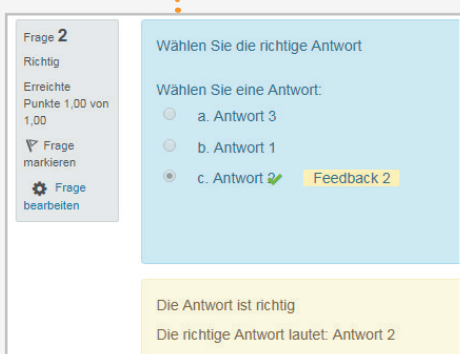 Frage 2
Richtig
Erreichte
Punkte 1,00 von
1,00
Frage
markieren
Frage
bearbeiten
Wählen Sie die richtige Antwort
Wählen Sie eine Antwort:
a. Antwort 3
b. Antwort 1
c. Antwort 2 Feedback 2
Die Antwort ist richtig
Die richtige Antwort lautet: Antwort 2